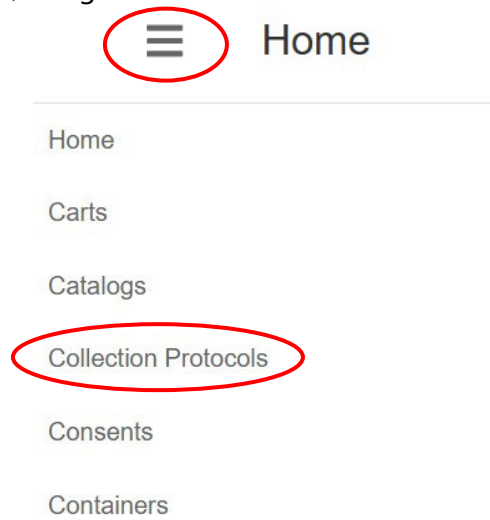 Home
Home
Carts
Catalogs
Collection Protocols
Consents
Containers